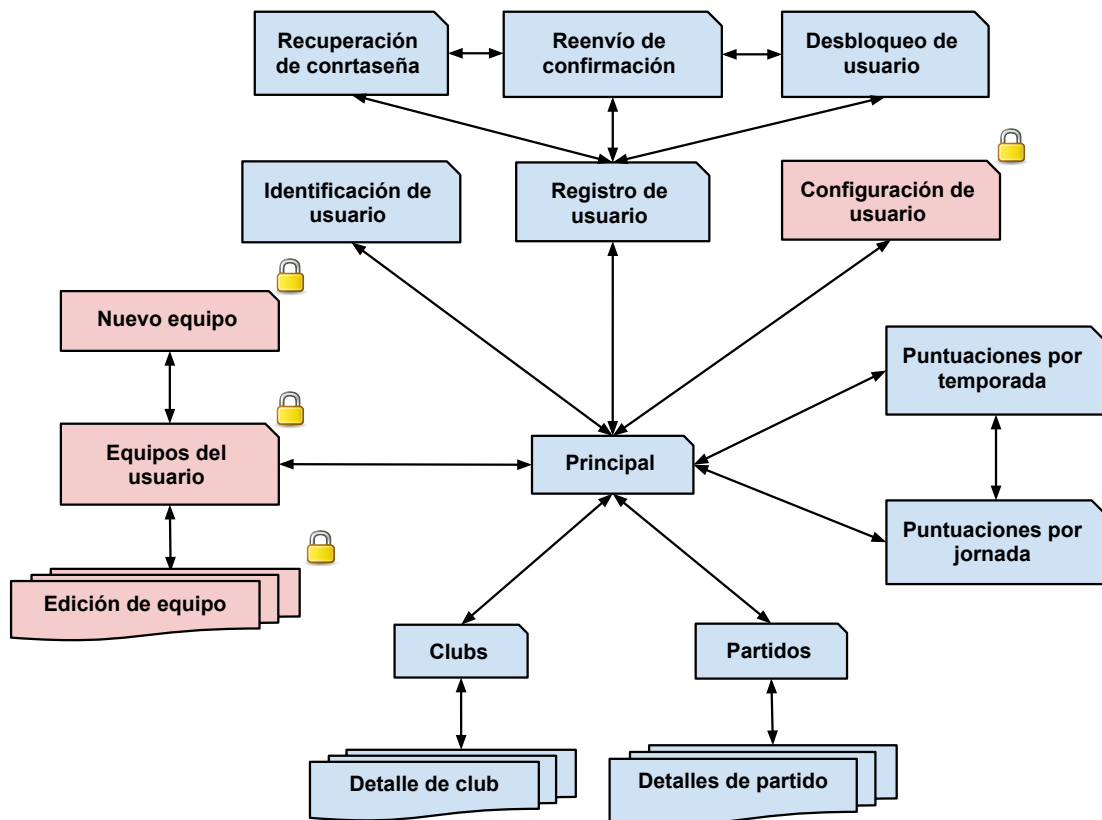 Recuperación
de conrtaseña
Reenvío de
confirmación
Desbloqueo de
usuario
Identificación de
usuario
Registro de
usuario
Configuración de
usuario
Nuevo equipo
Puntuaciones por
temporada
Equipos del
usuario
Principal
Puntuaciones por
jornada
Edición de equipo
Clubs
Partidos
Detalle de club
Detalles de partido